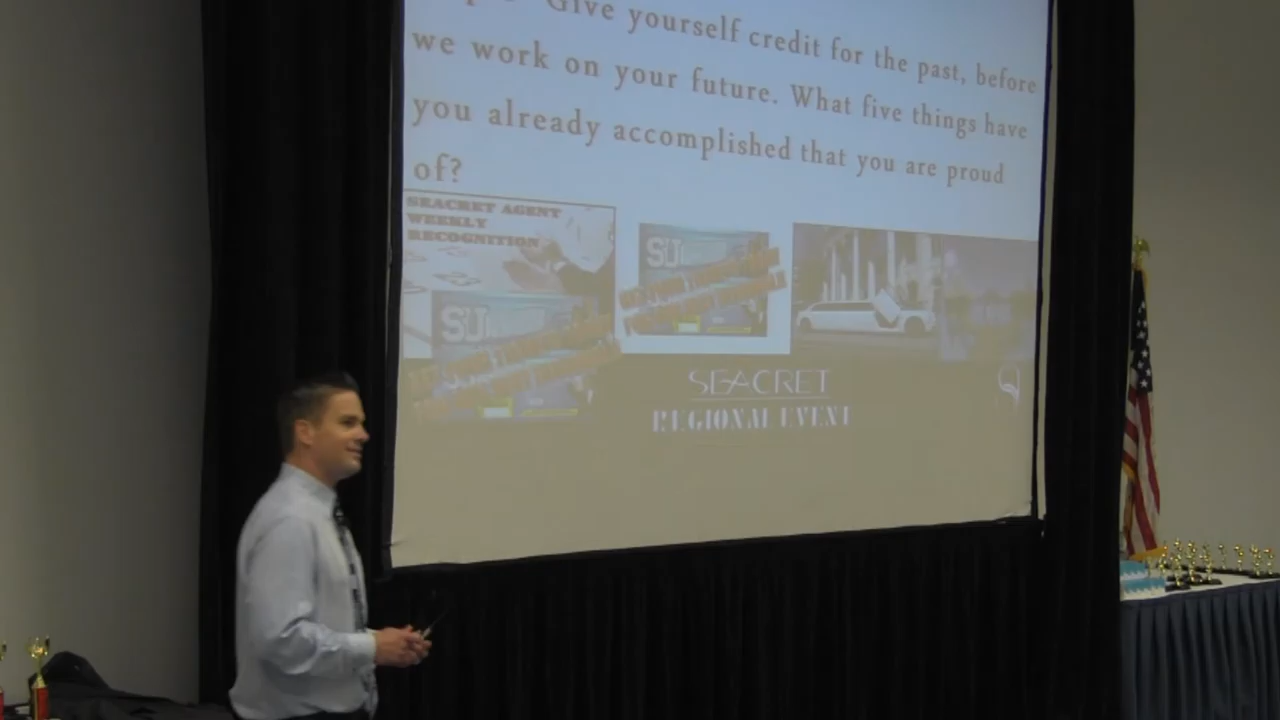 Give yourself credit for the past, before
we work on your future. What five things have
you already accomplished that you are proud
of?
SEACRET AGENT
WEEKLY
RECOGNITION
SU
SU
SEACRET
REGIONAL EVENT